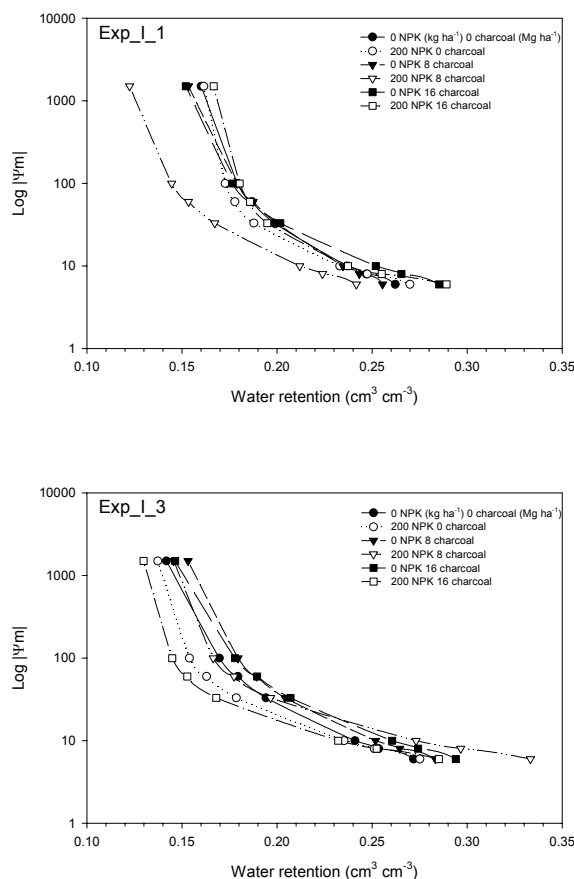 Exp_I_1
0 NPK (kg ha⁻¹) 0 charcoal (Mg ha⁻¹)
200 NPK 0 charcoal
0 NPK 8 charcoal
200 NPK 8 charcoal
0 NPK 16 charcoal
200 NPK 16 charcoal
Log |Ψm|
10000
1000
100
10
1
0.10 0.15 0.20 0.25 0.30 0.35
Water retention (cm³ cm⁻³)
Exp_I_3
0 NPK (kg ha⁻¹) 0 charcoal (Mg ha⁻¹)
200 NPK 0 charcoal
0 NPK 8 charcoal
200 NPK 8 charcoal
0 NPK 16 charcoal
200 NPK 16 charcoal
Log |Ψm|
10000
1000
100
10
1
0.10 0.15 0.20 0.25 0.30 0.35
Water retention (cm³ cm⁻³)